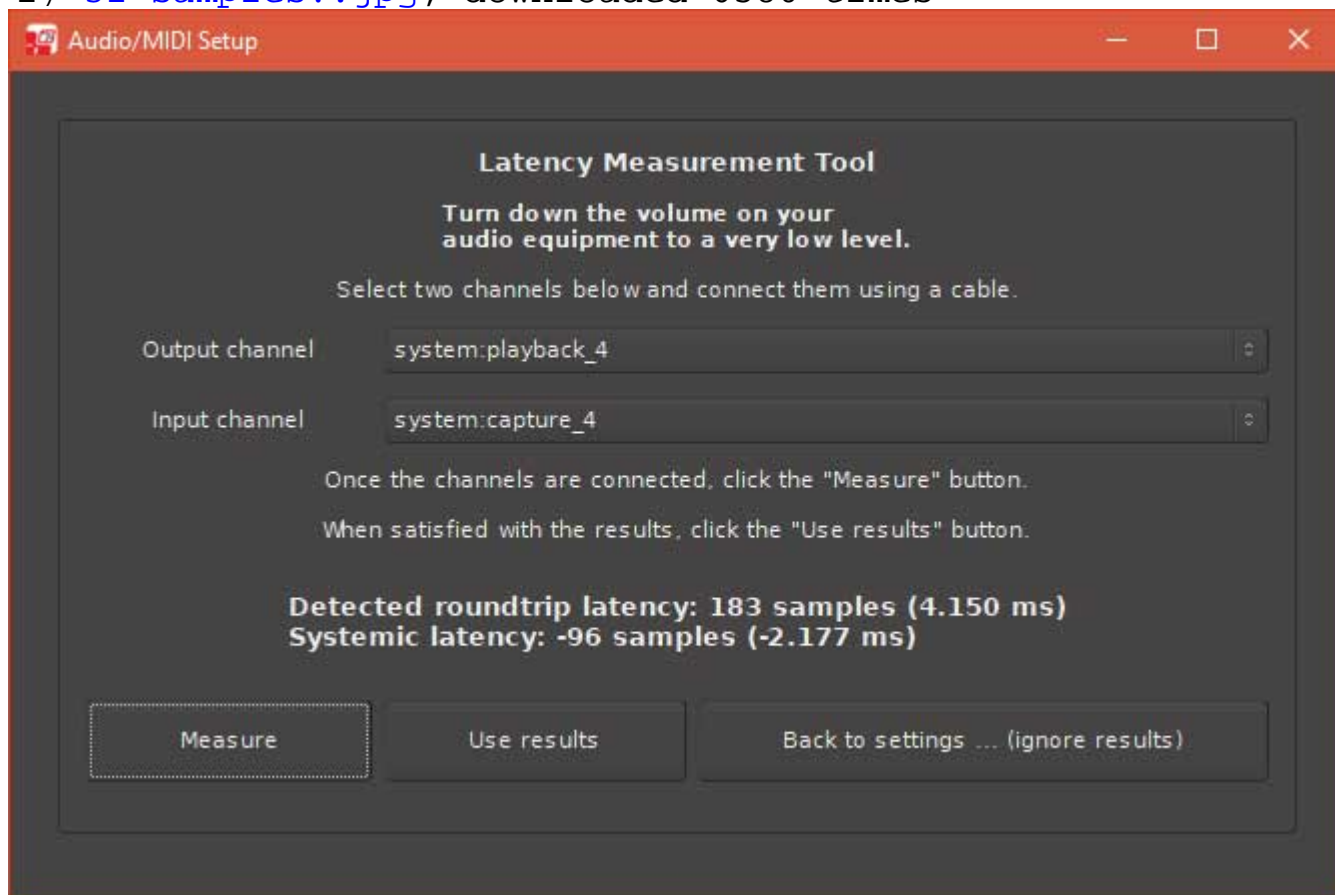 Audio/MIDI Setup
Latency Measurement Tool
Turn down the volume on your
audio equipment to a very low level.
Select two channels below and connect them using a cable.
Output channel system:playback_4
Input channel system:capture_4
Once the channels are connected, click the "Measure" button.
When satisfied with the results, click the "Use results" button.
Detected roundtrip latency: 183 samples (4.150 ms)
Systemic latency: -96 samples (-2.177 ms)
Measure Use results Back to settings ... (ignore results)